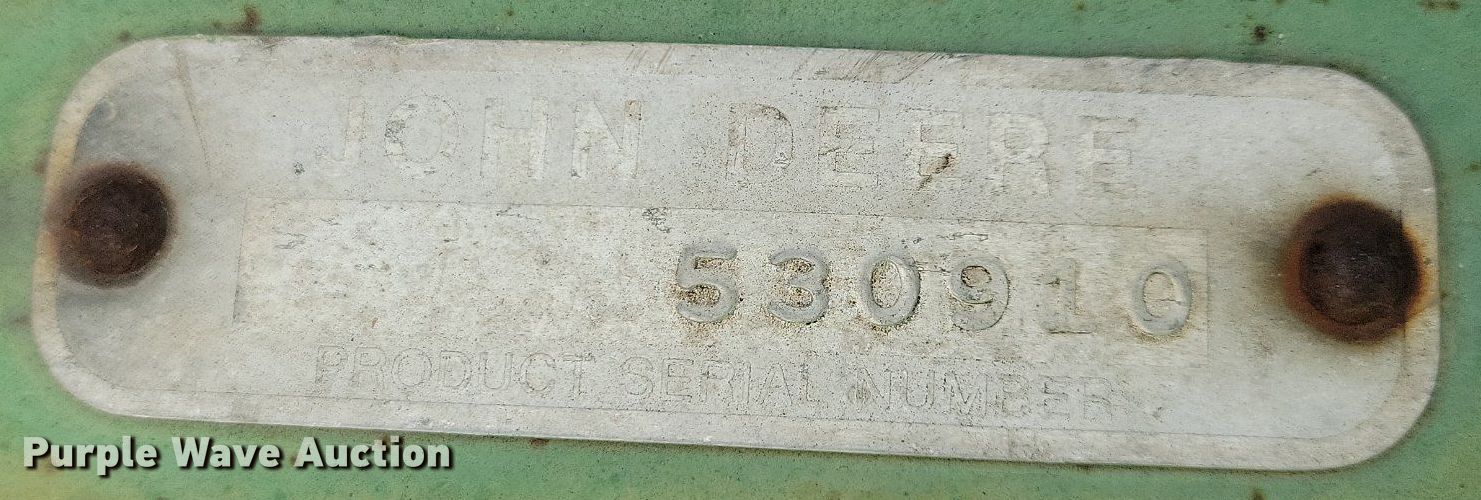 JOHN DEERE
530910
PRODUCT SERIAL NUMBER
Purple Wave Auction